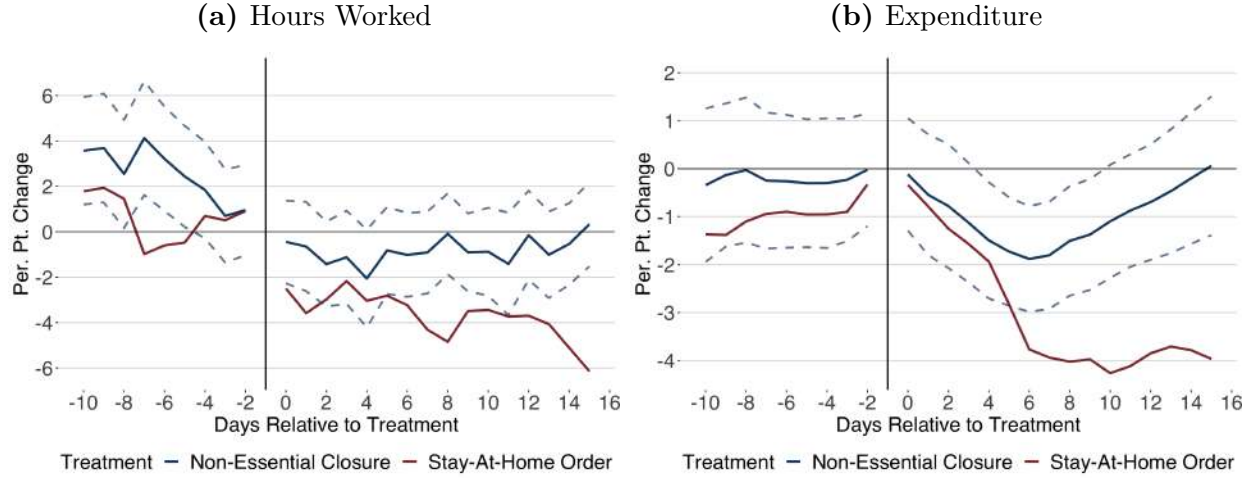 (a) Hours Worked
Per. Pt. Change
6
4
2
0
-2
-4
-6
-10 -8 -6 -4 -2 0 2 4 6 8 10 12 14 16
Days Relative to Treatment
Treatment Non-Essential Closure Stay-At-Home Order
(b) Expenditure
Per. Pt. Change
2
1
0
-1
-2
-3
-4
-10 -8 -6 -4 -2 0 2 4 6 8 10 12 14 16
Days Relative to Treatment
Treatment Non-Essential Closure Stay-At-Home Order